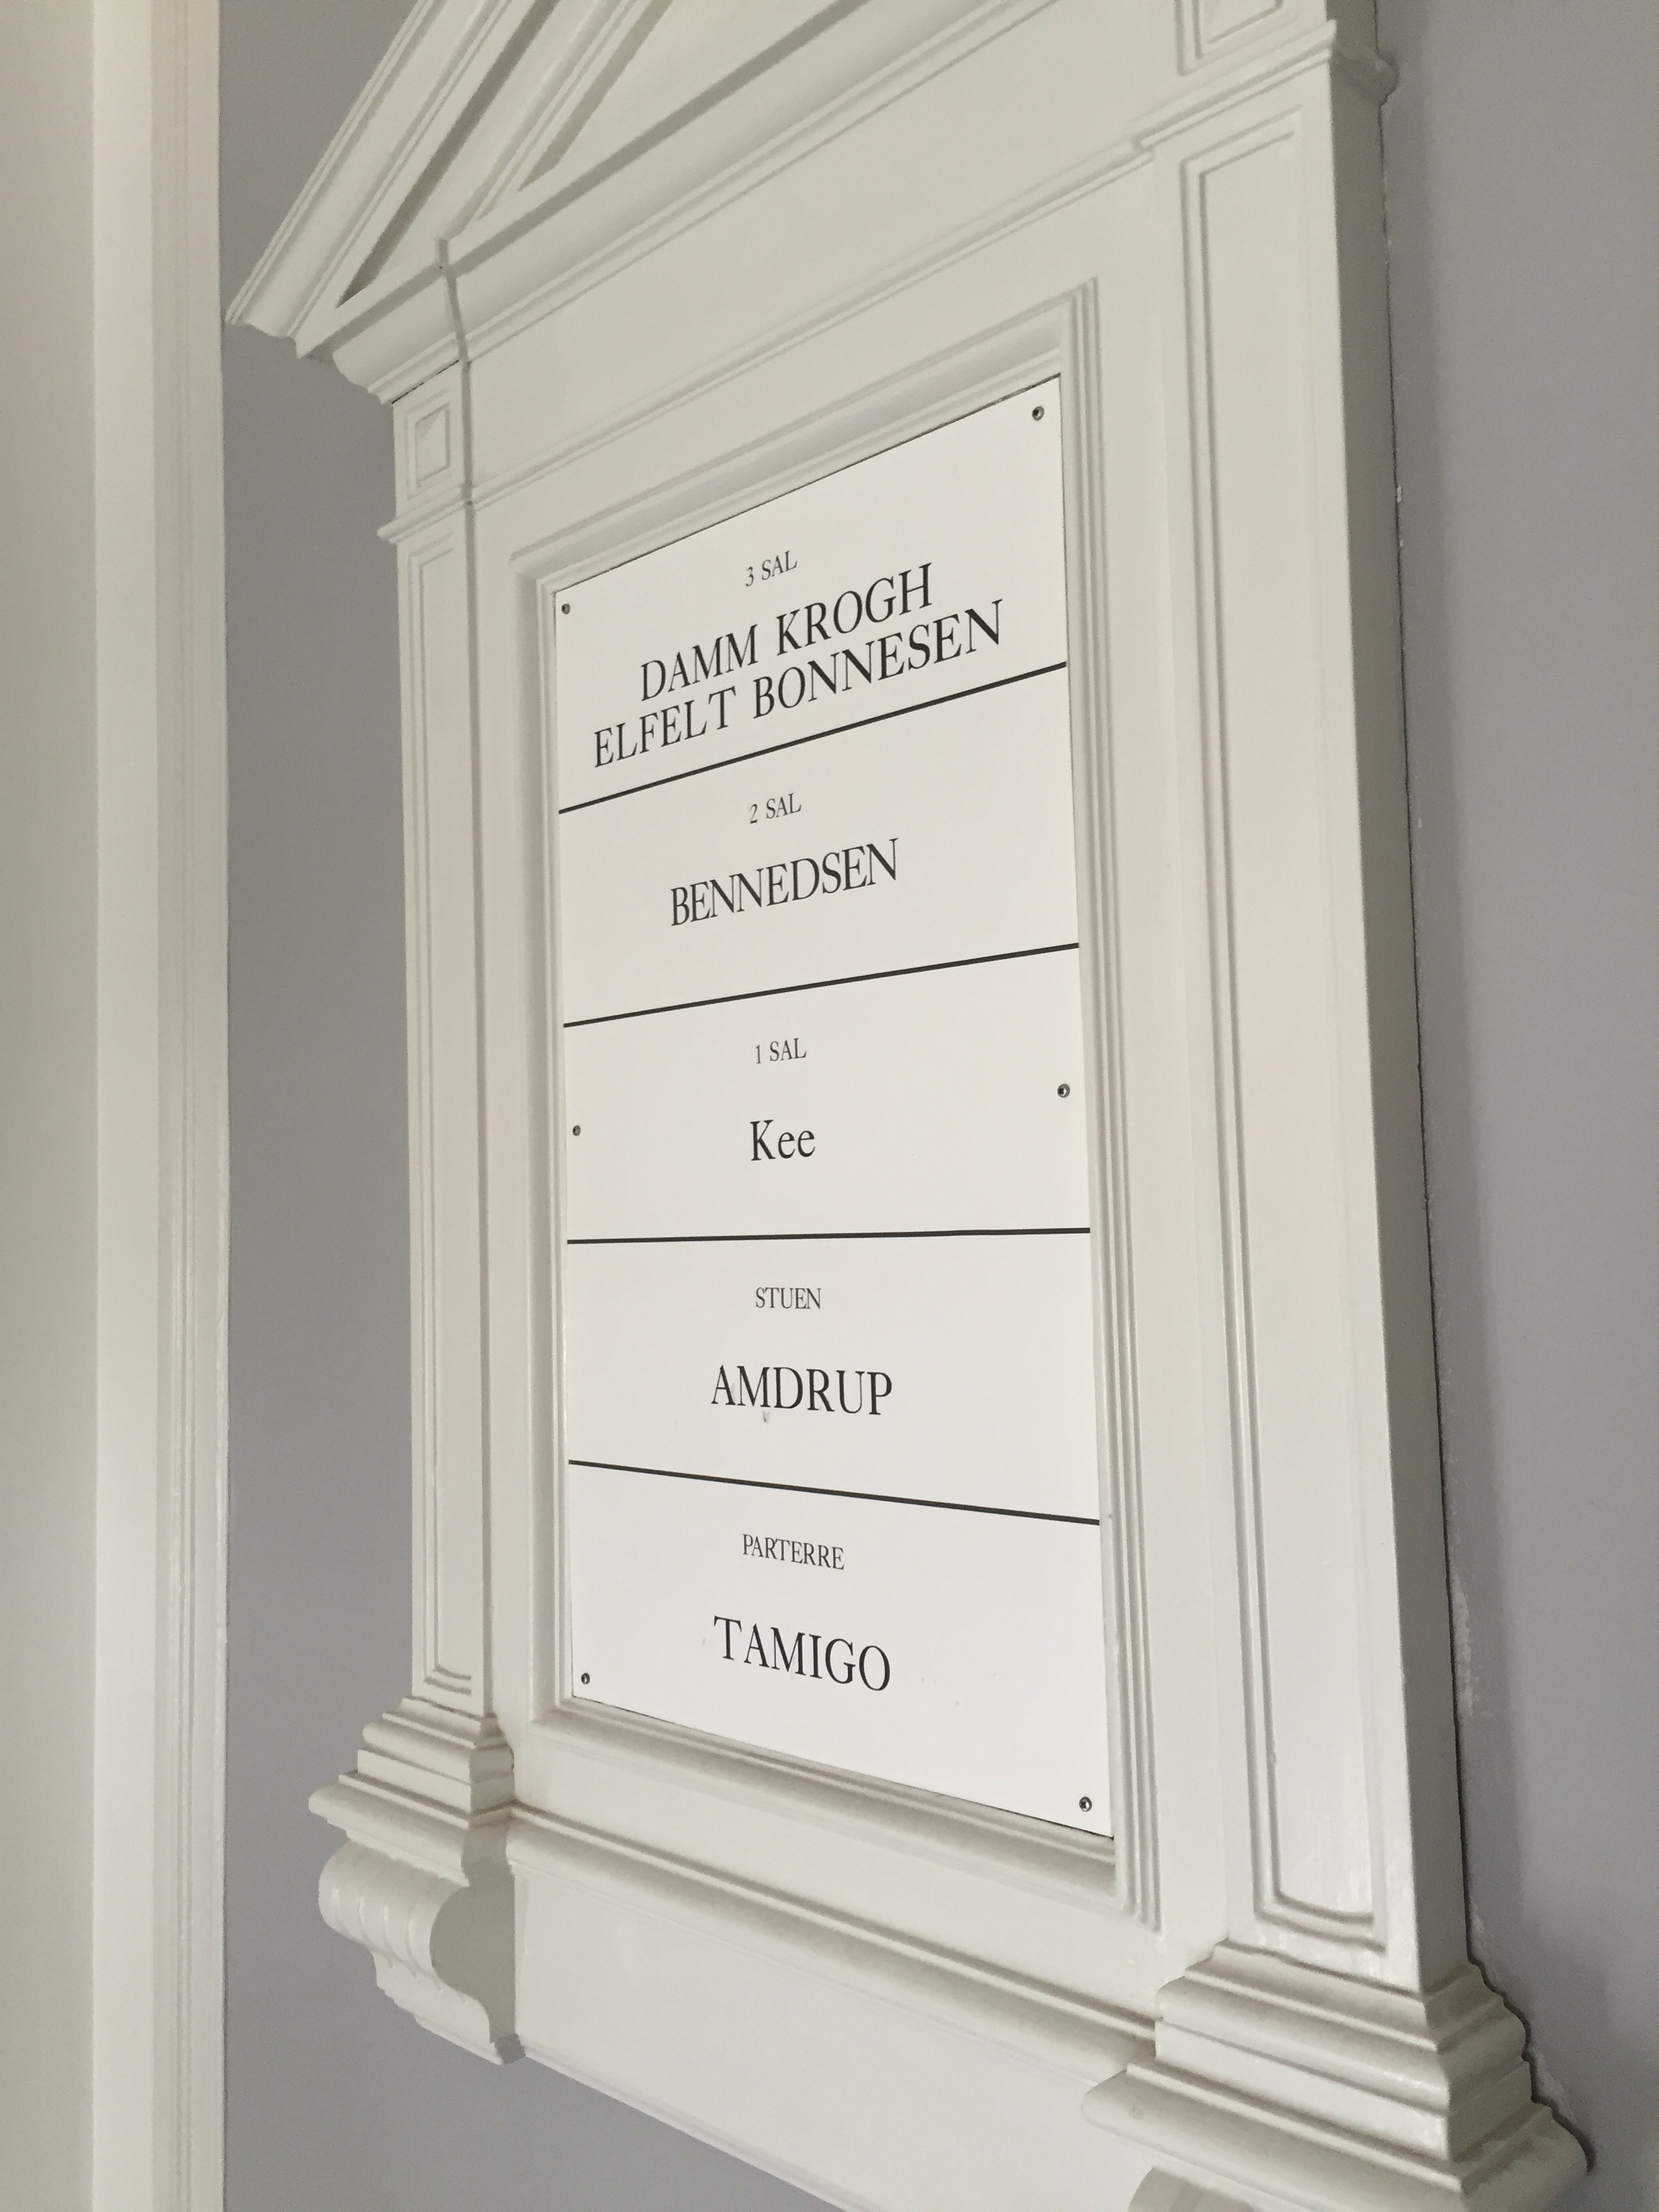 3 SAL
DAMM KROGH
ELFELT BONNESEN
2 SAL
BENNEDSEN
1 SAL
Kee
STUEN
AMDRUP
PARTERRE
TAMIGO